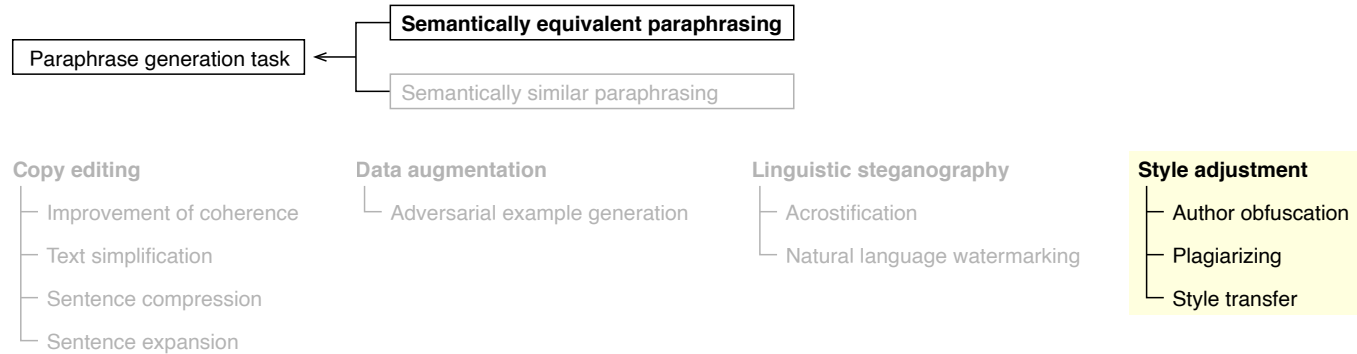 Semantically equivalent paraphrasing
Paraphrase generation task
Semantically similar paraphrasing
Copy editing
Improvement of coherence
Text simplification
Sentence compression
Sentence expansion
Data augmentation
Adversarial example generation
Linguistic steganography
Acrostification
Natural language watermarking
Style adjustment
Author obfuscation
Plagiarizing
Style transfer